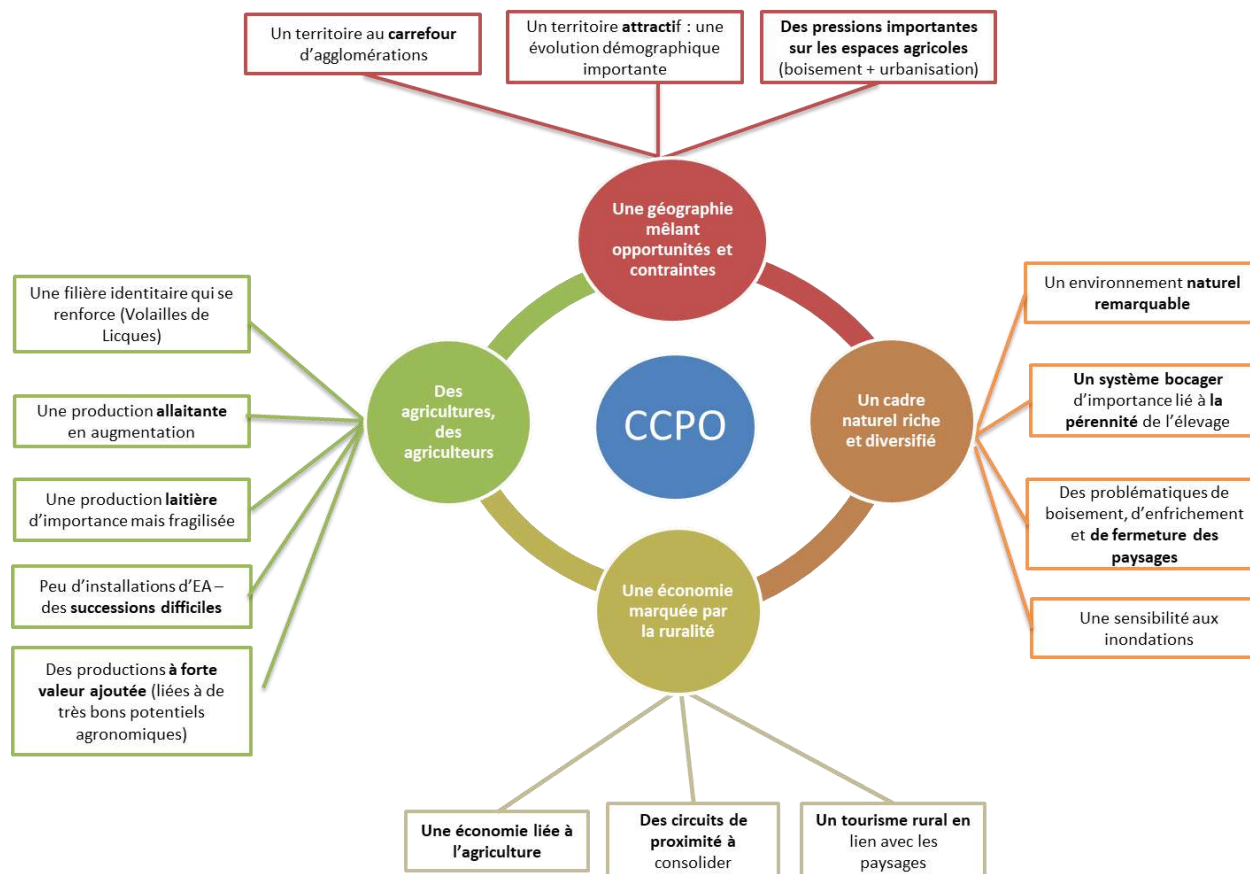 Un territoire au carrefour
d'agglomérations
Un territoire attractif : une
évolution démographique
importante
Des pressions importantes
sur les espaces agricoles
(boisement + urbanisation)
Une géographie
mêlant
opportunités et
contraintes
Une filière identitaire qui se
renforce (Volailles de
Licques)
Une production allaitante,
en augmentation
Une production laitière
d'importance mais fragilisée
Peu d'installations d'EA –
des successions difficiles
Des productions à forte
valeur ajoutée (liées à de
très bons potentiels
agronomiques)
Des
agricultures,
des
agriculteurs
CCPO
Un cadre
naturel riche
et diversifié
Un environnement naturel
remarquable
Un système bocager
d'importance lié à la
pérennité de l'élevage
Des problématiques de
boisement, d'enfrichement
et de fermeture des
paysages
Une sensibilité aux
inondations
Une économie
marquée par
la ruralité
Une économie liée à
l'agriculture
Des circuits de
proximité à
consolider
Un tourisme rural en
lien avec les
paysages